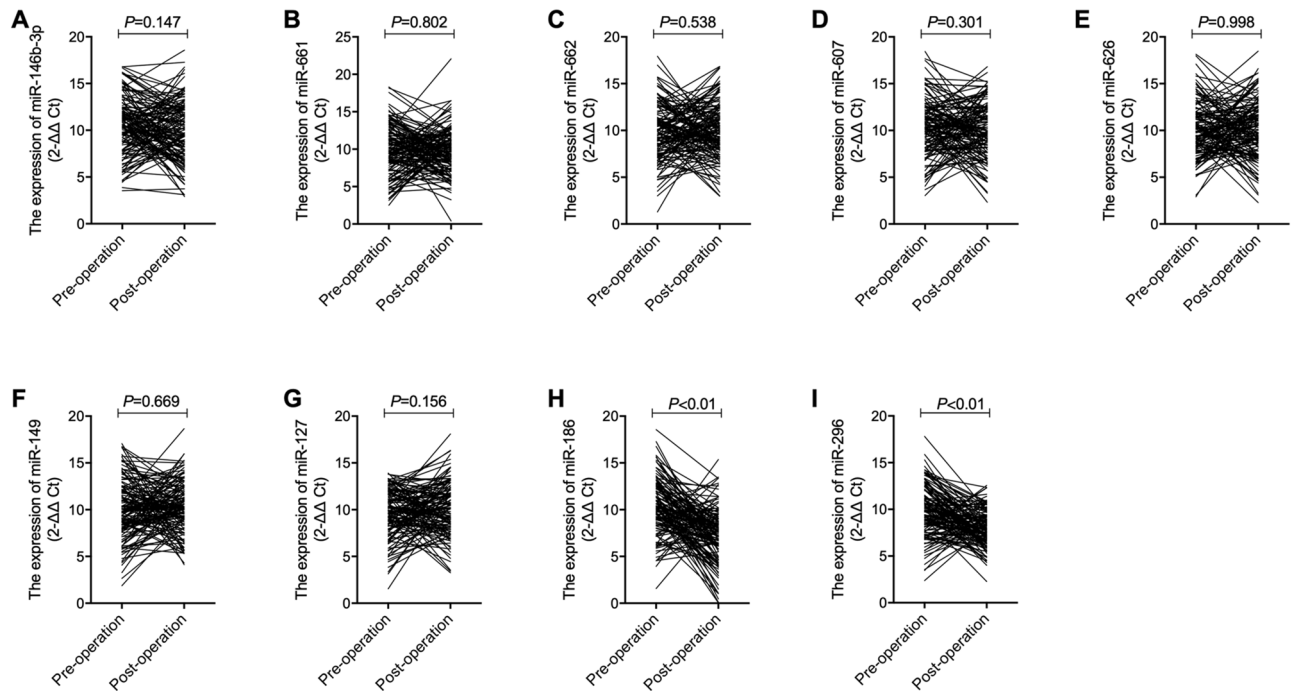 A
P=0.147
The expression of miR-146b-3p
(2-ΔΔ Ct)
20
15
10
5
0
Pre-operation
Post-operation
B
P=0.802
The expression of miR-661
(2-ΔΔ Ct)
25
20
15
10
5
0
Pre-operation
Post-operation
C
P=0.538
The expression of miR-662
(2-ΔΔ Ct)
20
15
10
5
0
Pre-operation
Post-operation
D
P=0.301
The expression of miR-607
(2-ΔΔ Ct)
20
15
10
5
0
Pre-operation
Post-operation
E
P=0.998
The expression of miR-626
(2-ΔΔ Ct)
20
15
10
5
0
Pre-operation
Post-operation
F
P=0.669
The expression of miR-149
(2-ΔΔ Ct)
20
15
10
5
0
Pre-operation
Post-operation
G
P=0.156
The expression of miR-127
(2-ΔΔ Ct)
20
15
10
5
0
Pre-operation
Post-operation
H
P<0.01
The expression of miR-186
(2-ΔΔ Ct)
20
15
10
5
0
Pre-operation
Post-operation
I
P<0.01
The expression of miR-296
(2-ΔΔ Ct)
20
15
10
5
0
Pre-operation
Post-operation